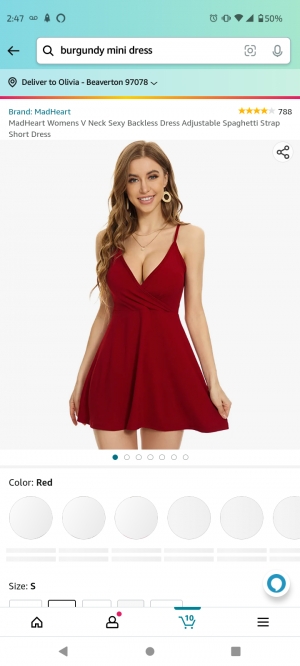 2:47
50%
burgundy mini dress
Deliver to Olivia - Beaverton 97078
Brand: MadHeart
788
MadHeart Womens V Neck Sexy Backless Dress Adjustable Spaghetti Strap
Short Dress
Color: Red
Size: S
10